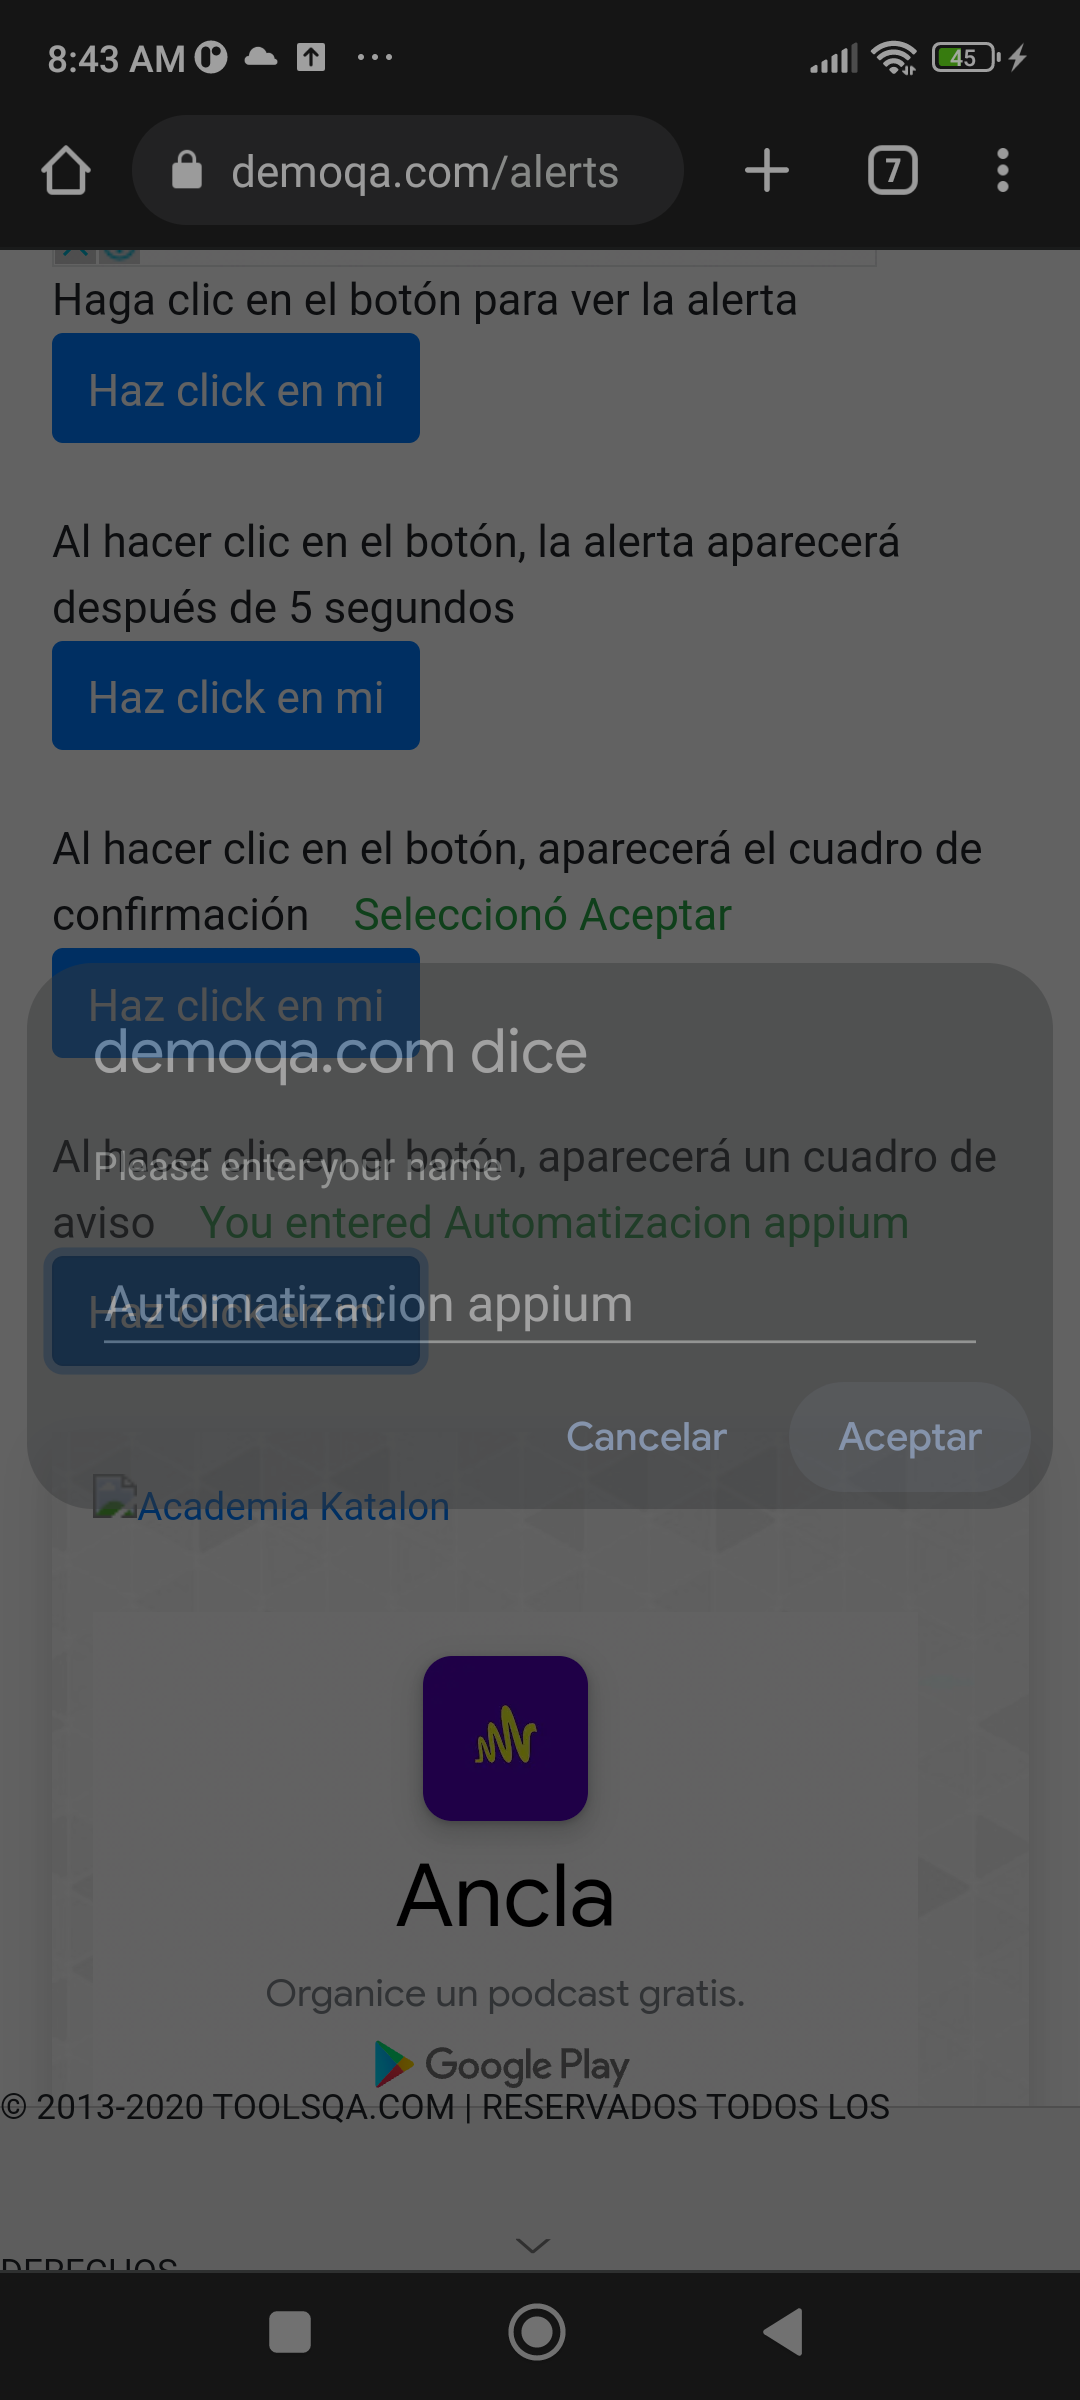 8:43 AM
45
demoqa.com/alerts
7
Haga clic en el botón para ver la alerta
Haz click en mi
Al hacer clic en el botón, la alerta aparecerá
después de 5 segundos
Haz click en mi
Al hacer clic en el botón, aparecerá el cuadro de
confirmación Seleccionó Aceptar
Haz click en mi
demoqa.com dice
Al hacer clic en el botón, aparecerá un cuadro de
Please enter your name
aviso You entered Automatizacion appium
Haz click en mi
Automatizacion appium
Cancelar Aceptar
Academia Katalon
Ancla
Organice un podcast gratis.
Google Play
© 2013-2020 TOOLSQA.COM | RESERVADOS TODOS LOS
DERECHOS